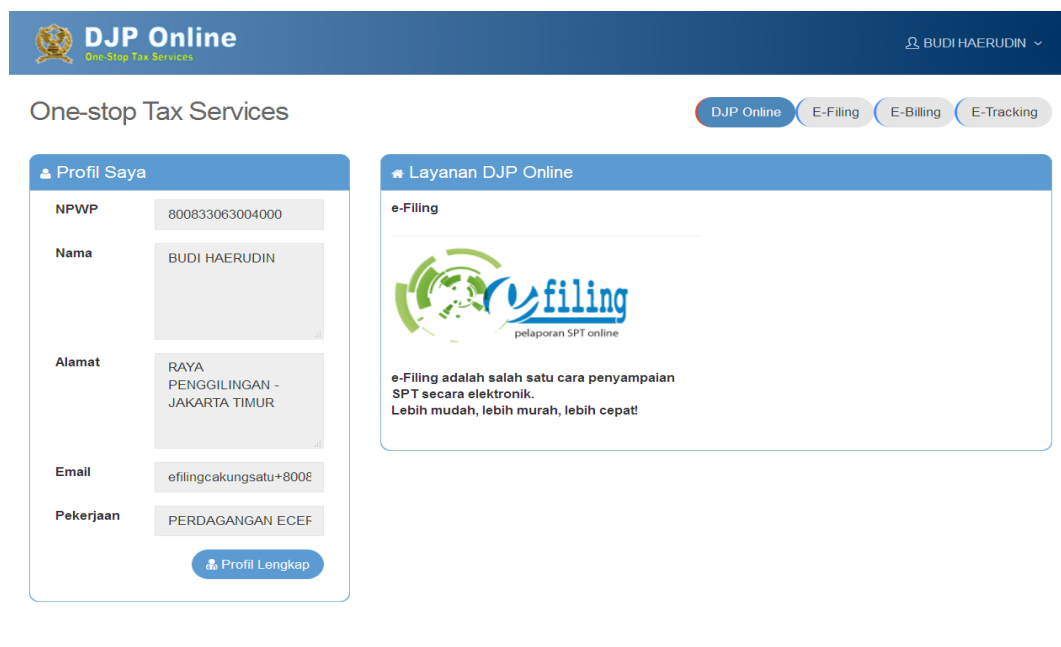 DJP Online
One-Stop Tax Services
BUDI HAERUDIN
One-stop Tax Services
DJP Online
E-Filing
E-Billing
E-Tracking
Profil Saya
NPWP
800833063004000
Nama
BUDI HAERUDIN
Alamat
RAYA
PENGGILINGAN -
JAKARTA TIMUR
Email
efilingcakungsatu+8008
Pekerjaan
PERDAGANGAN ECER
Profil Lengkap
Layanan DJP Online
e-Filing
efiling
pelaporan SPT online
e-Filing adalah salah satu cara penyampaian
SPT secara elektronik.
Lebih mudah, lebih murah, lebih cepat!